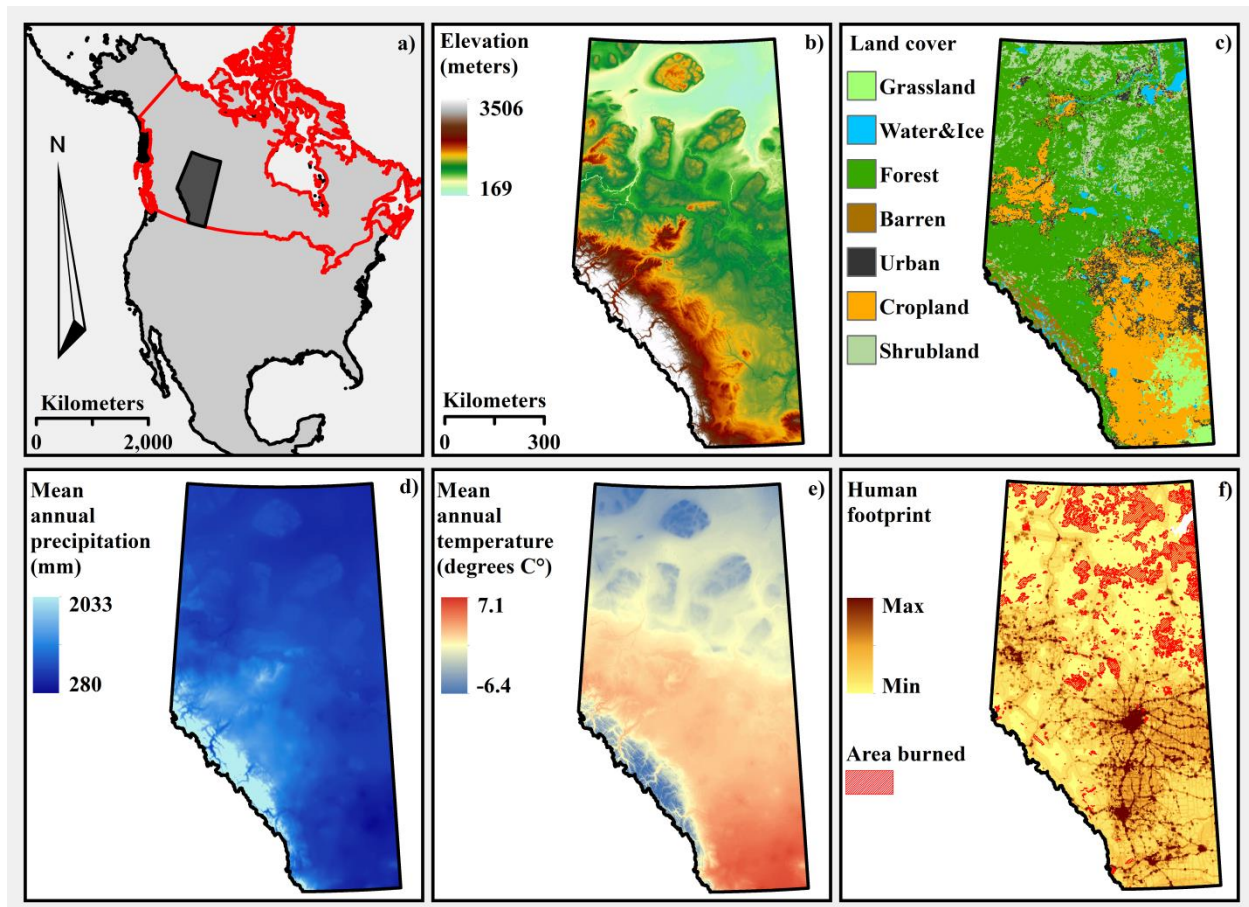 a)
N
Kilometers
0 2,000
b)
Elevation
(meters)
3506
169
Kilometers
0 300
c)
Land cover
Grassland
Water&Ice
Forest
Barren
Urban
Cropland
Shrubland
d)
Mean
annual
precipitation
(mm)
2033
280
e)
Mean
annual
temperature
(degrees C°)
7.1
-6.4
f)
Human
footprint
Max
Min
Area burned